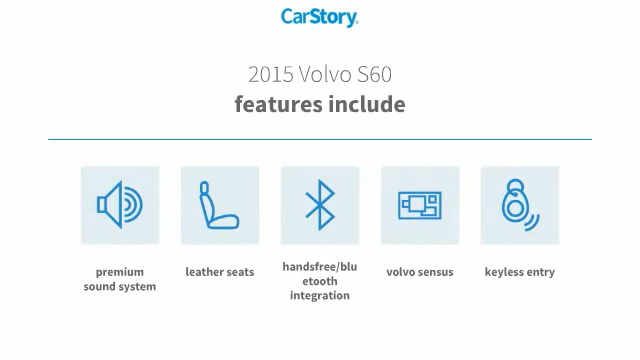 CarStory.
2015 Volvo S60
features include
premium
sound system
leather seats
handsfree/blu
etooth
integration
volvo sensus
keyless entry